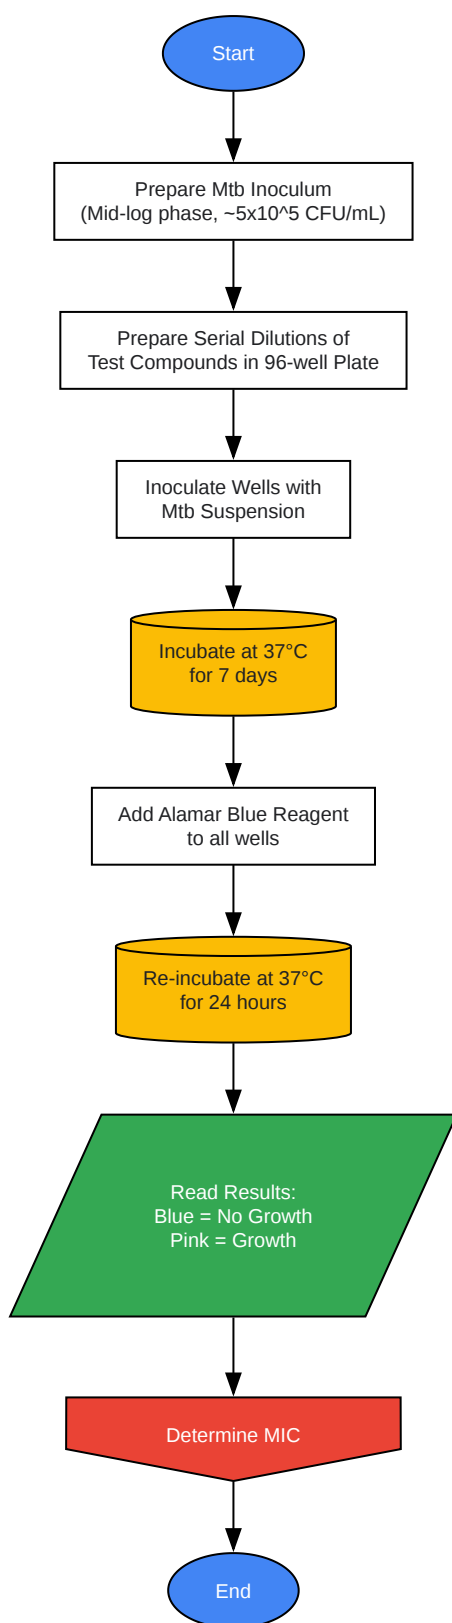 Start
Prepare Mtb Inoculum
(Mid-log phase, ~5x10^5 CFU/mL)
Prepare Serial Dilutions of
Test Compounds in 96-well Plate
Inoculate Wells with
Mtb Suspension
Incubate at 37°C
for 7 days
Add Alamar Blue Reagent
to all wells
Re-incubate at 37°C
for 24 hours
Read Results:
Blue = No Growth
Pink = Growth
Determine MIC
End